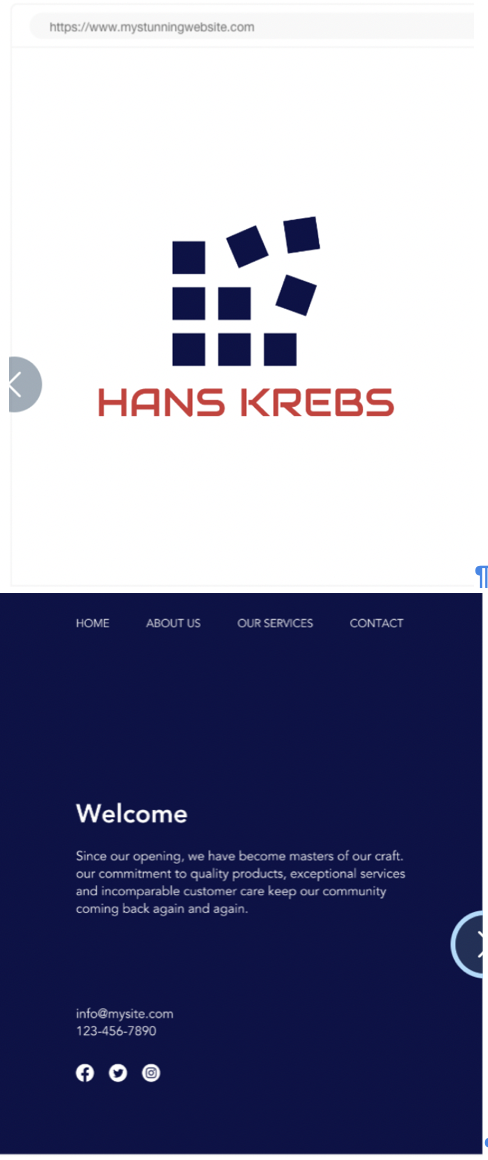 https://www.mystunningwebsite.com
HANS KREBS
¶
HOME ABOUT US OUR SERVICES CONTACT
Welcome
Since our opening, we have become masters of our craft.
our commitment to quality products, exceptional services
and incomparable customer care keep our community
coming back again and again.
info@mysite.com
123-456-7890